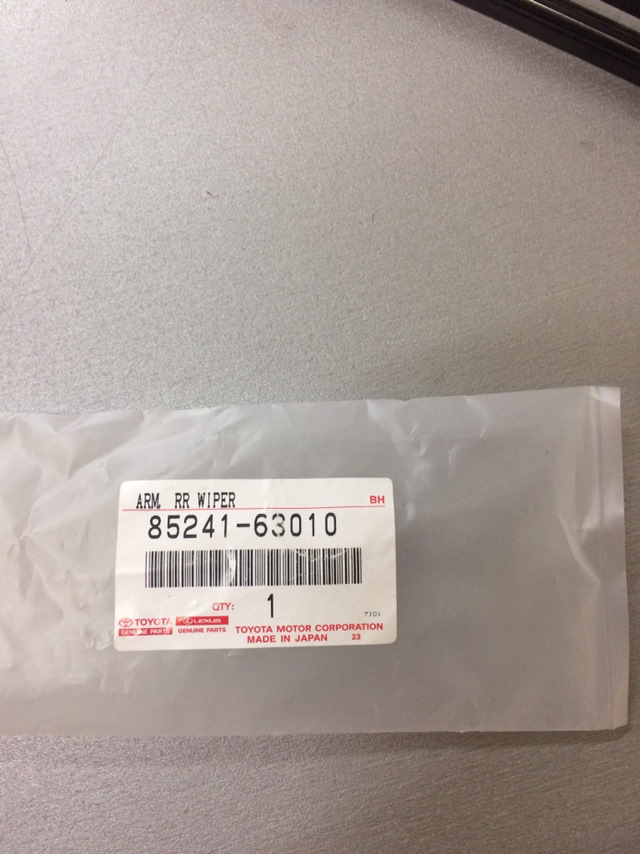 ARM, RR WIPER
BH
85241-63010
QTY: 1
7101
TOYOTA LEXUS
GENUINE PARTS GENUINE PARTS
TOYOTA MOTOR CORPORATION
MADE IN JAPAN 23